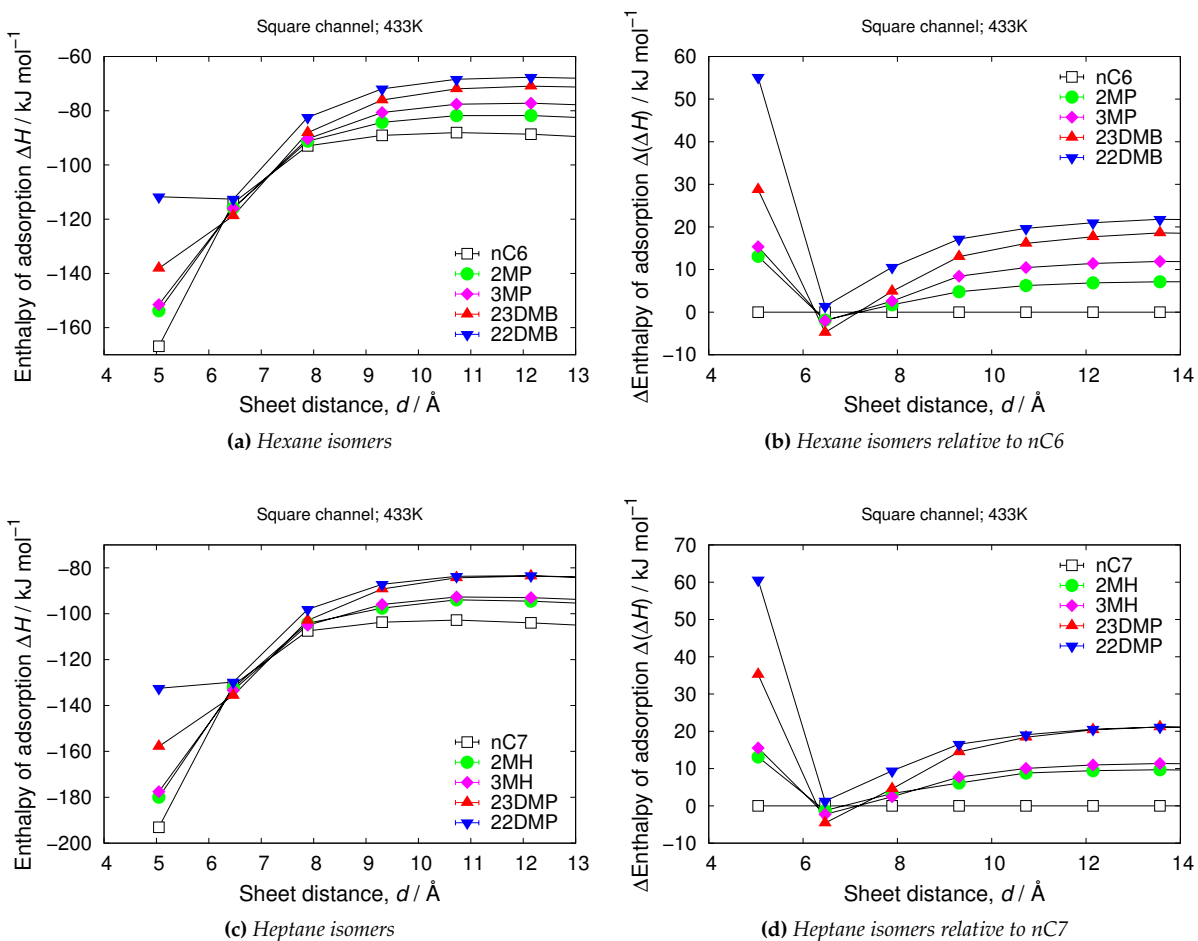 Square channel; 433K
Enthalpy of adsorption ΔH / kJ mol⁻¹
−60
−80
−100
−120
−140
−160
nC6
2MP
3MP
23DMB
22DMB
4 5 6 7 8 9 10 11 12 13
Sheet distance, d / Å
(a) Hexane isomers
Square channel; 433K
ΔEnthalpy of adsorption Δ(ΔH) / kJ mol⁻¹
60
50
40
30
20
10
0
−10
nC6
2MP
3MP
23DMB
22DMB
4 6 8 10 12 14
Sheet distance, d / Å
(b) Hexane isomers relative to nC6
Square channel; 433K
Enthalpy of adsorption ΔH / kJ mol⁻¹
−80
−100
−120
−140
−160
−180
−200
nC7
2MH
3MH
23DMP
22DMP
4 5 6 7 8 9 10 11 12 13
Sheet distance, d / Å
(c) Heptane isomers
Square channel; 433K
ΔEnthalpy of adsorption Δ(ΔH) / kJ mol⁻¹
70
60
50
40
30
20
10
0
−10
nC7
2MH
3MH
23DMP
22DMP
4 6 8 10 12 14
Sheet distance, d / Å
(d) Heptane isomers relative to nC7